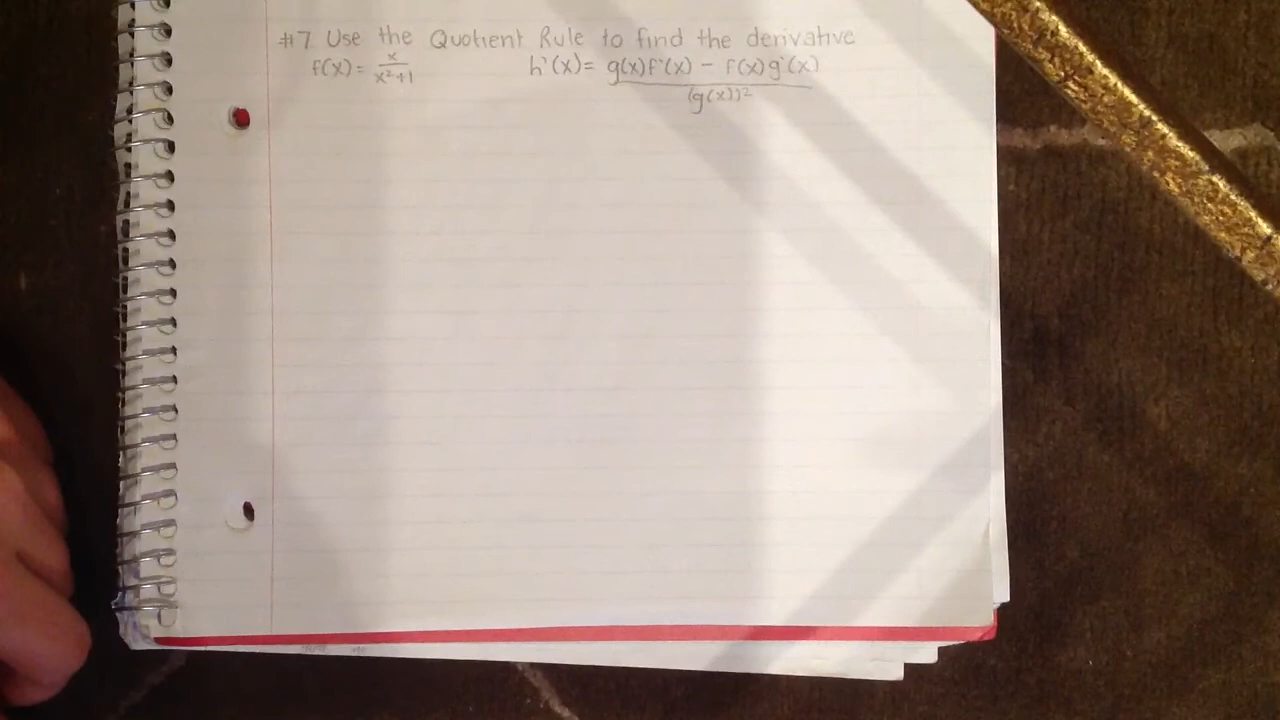 #7 Use the Quotient Rule to find the derivative
f(x) = x/(x²+1) h'(x) = g(x)f'(x) - f(x)g'(x)/(g(x))²